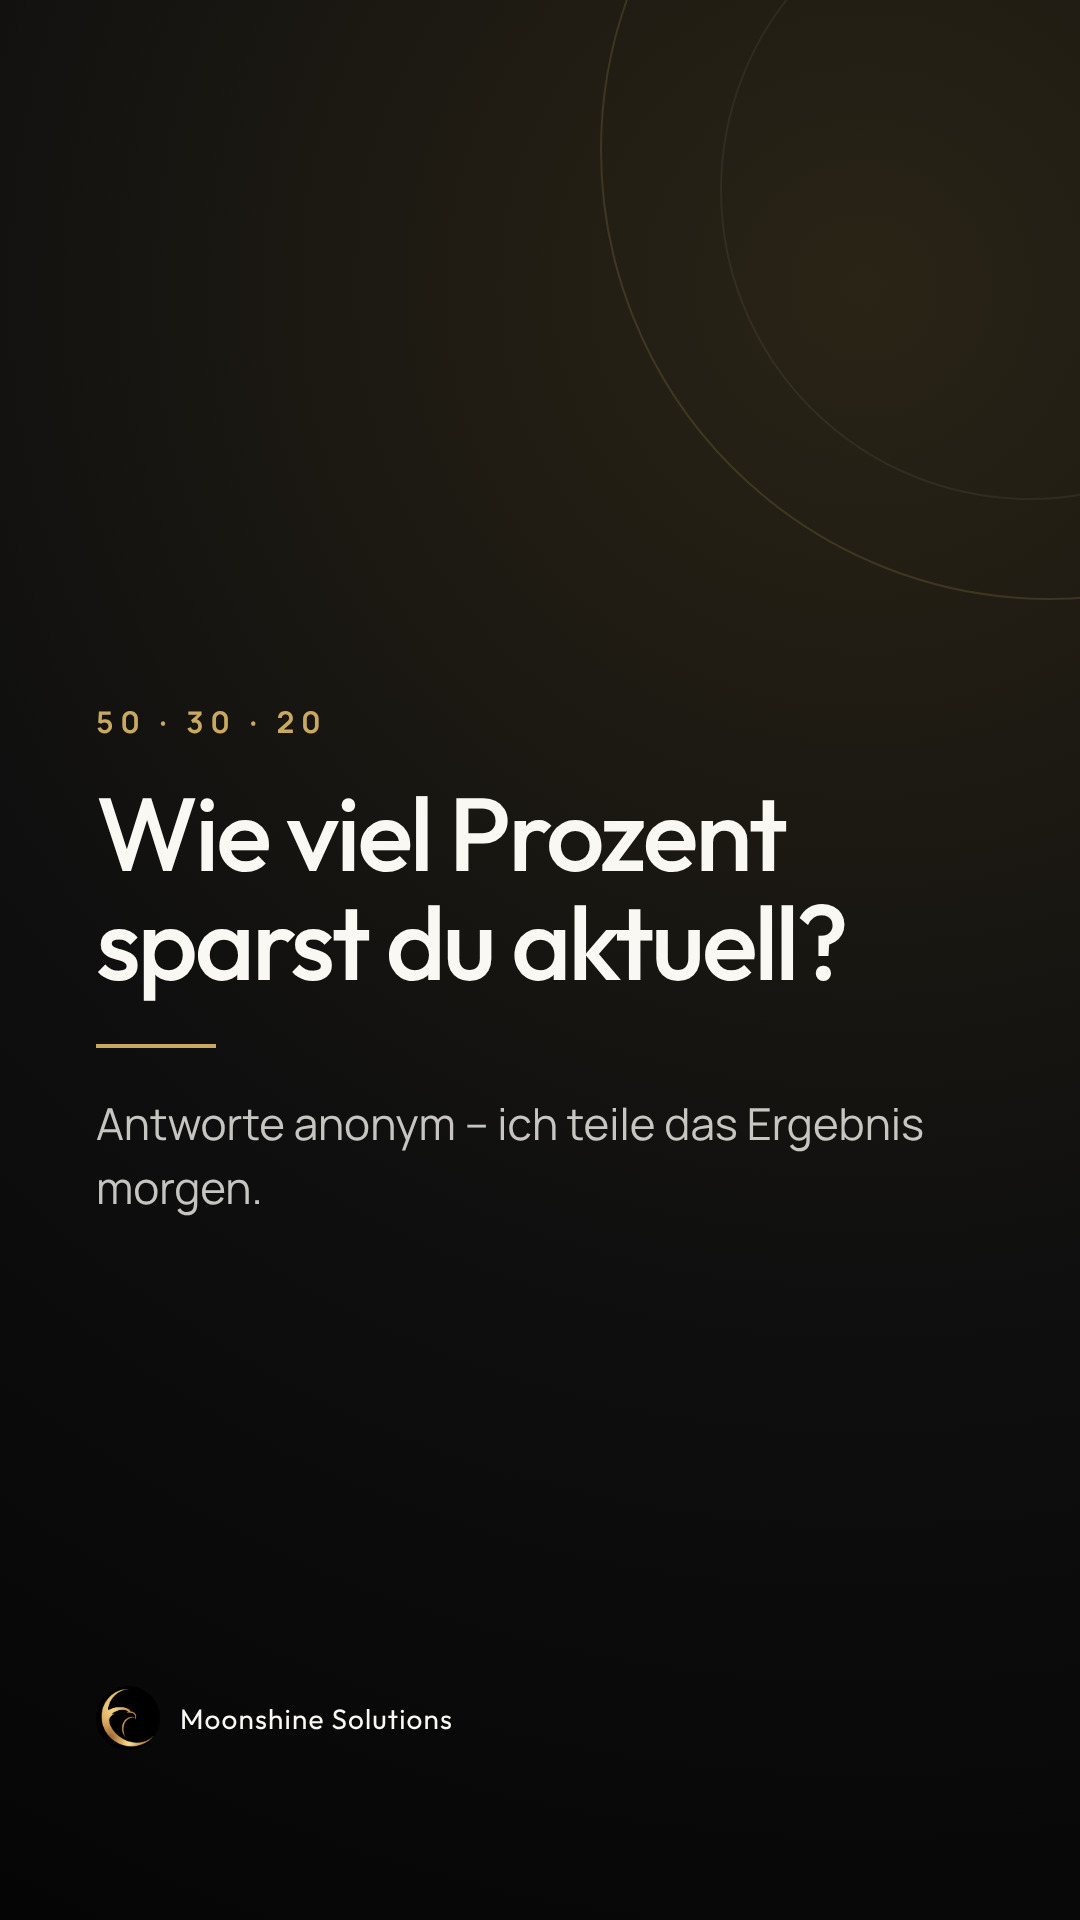 50 · 30 · 20
Wie viel Prozent
sparst du aktuell?
Antworte anonym – ich teile das Ergebnis
morgen.
Moonshine Solutions